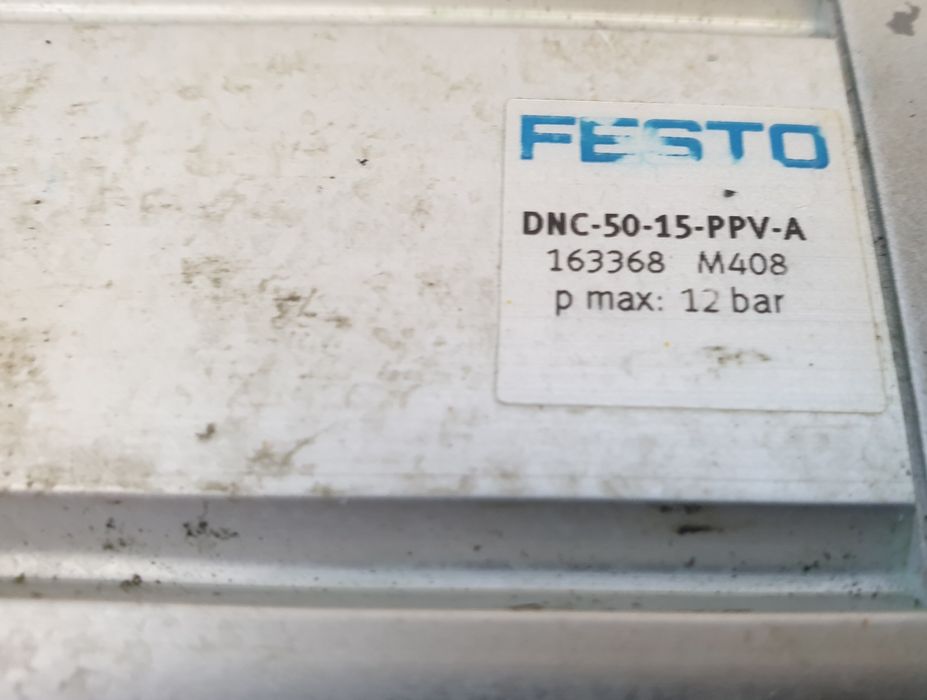 FESTO
DNC-50-15-PPV-A
163368 M408
p max: 12 bar